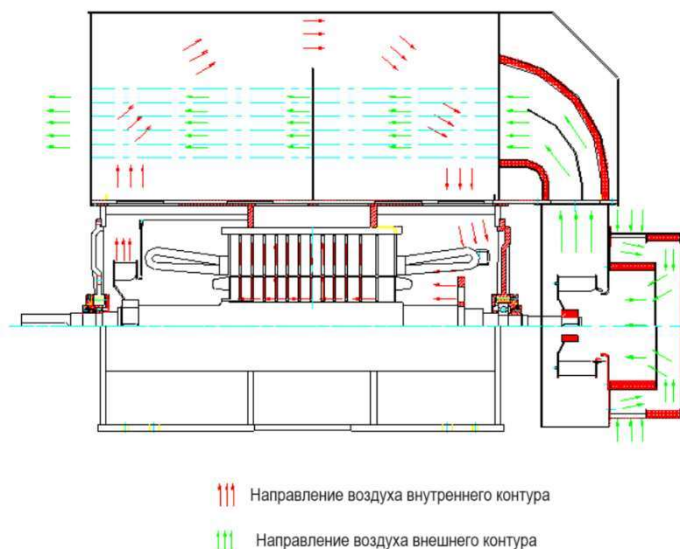 Направление воздуха внутреннего контура
Направление воздуха внешнего контура